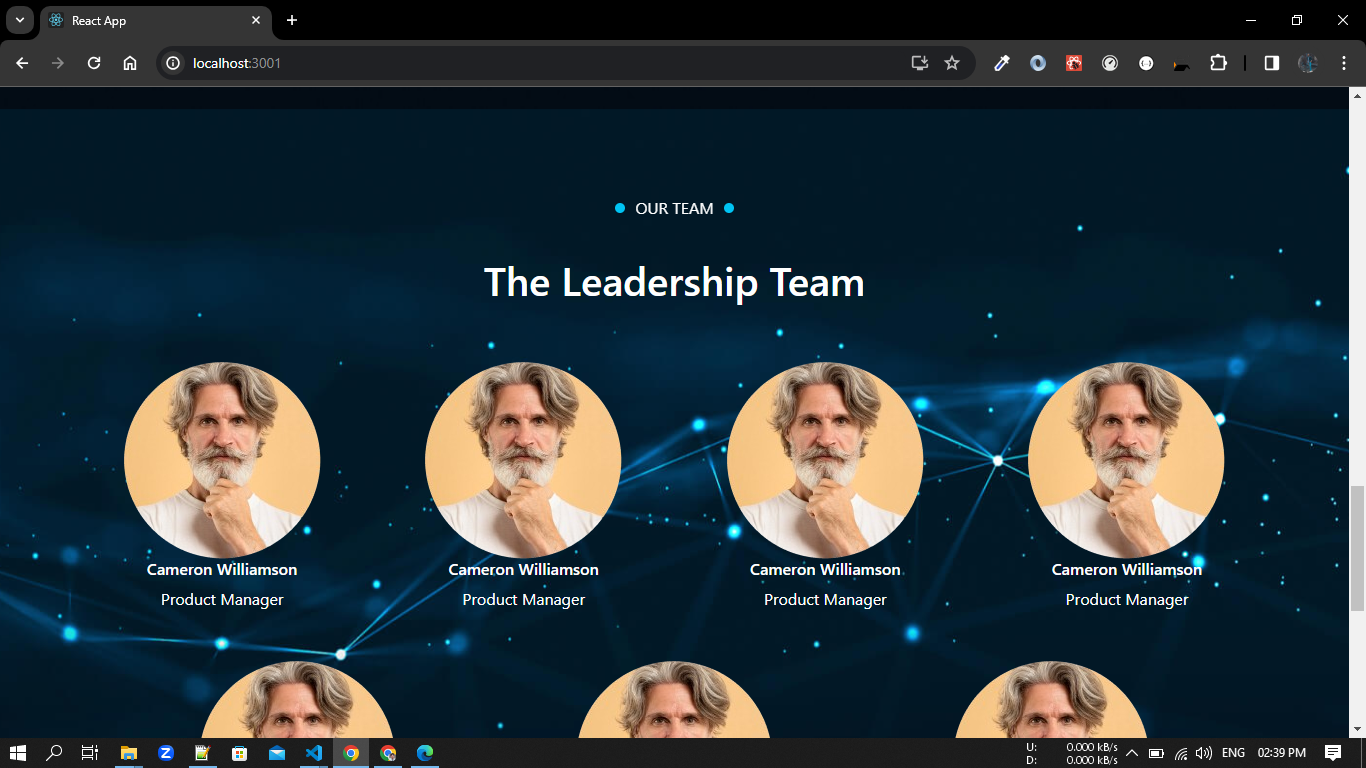 React App
localhost:3001
OUR TEAM
The Leadership Team
Cameron Williamson Cameron Williamson Cameron Williamson Cameron Williamson
Product Manager Product Manager Product Manager Product Manager
U: 0.000 kB/s
D: 0.000 kB/s
ENG 02:39 PM